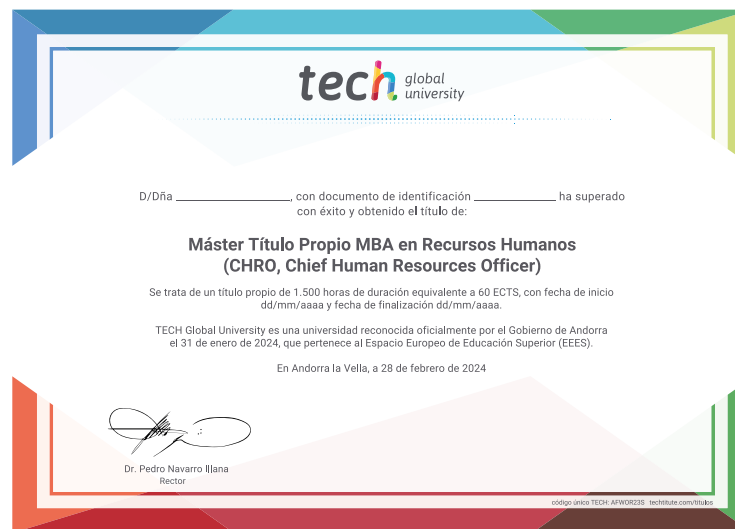 tech global
university
D/Dña ______________, con documento de identificación __________ ha superado
con éxito y obtenido el título de:
Máster Título Propio MBA en Recursos Humanos
(CHRO, Chief Human Resources Officer)
Se trata de un título propio de 1.500 horas de duración equivalente a 60 ECTS, con fecha de inicio
dd/mm/aaaa y fecha de finalización dd/mm/aaaa.
TECH Global University es una universidad reconocida oficialmente por el Gobierno de Andorra
el 31 de enero de 2024, que pertenece al Espacio Europeo de Educación Superior (EEES).
En Andorra la Vella, a 28 de febrero de 2024
Dr. Pedro Navarro Illana
Rector
código único TECH: AFWOR23S techtitute.com/titulos